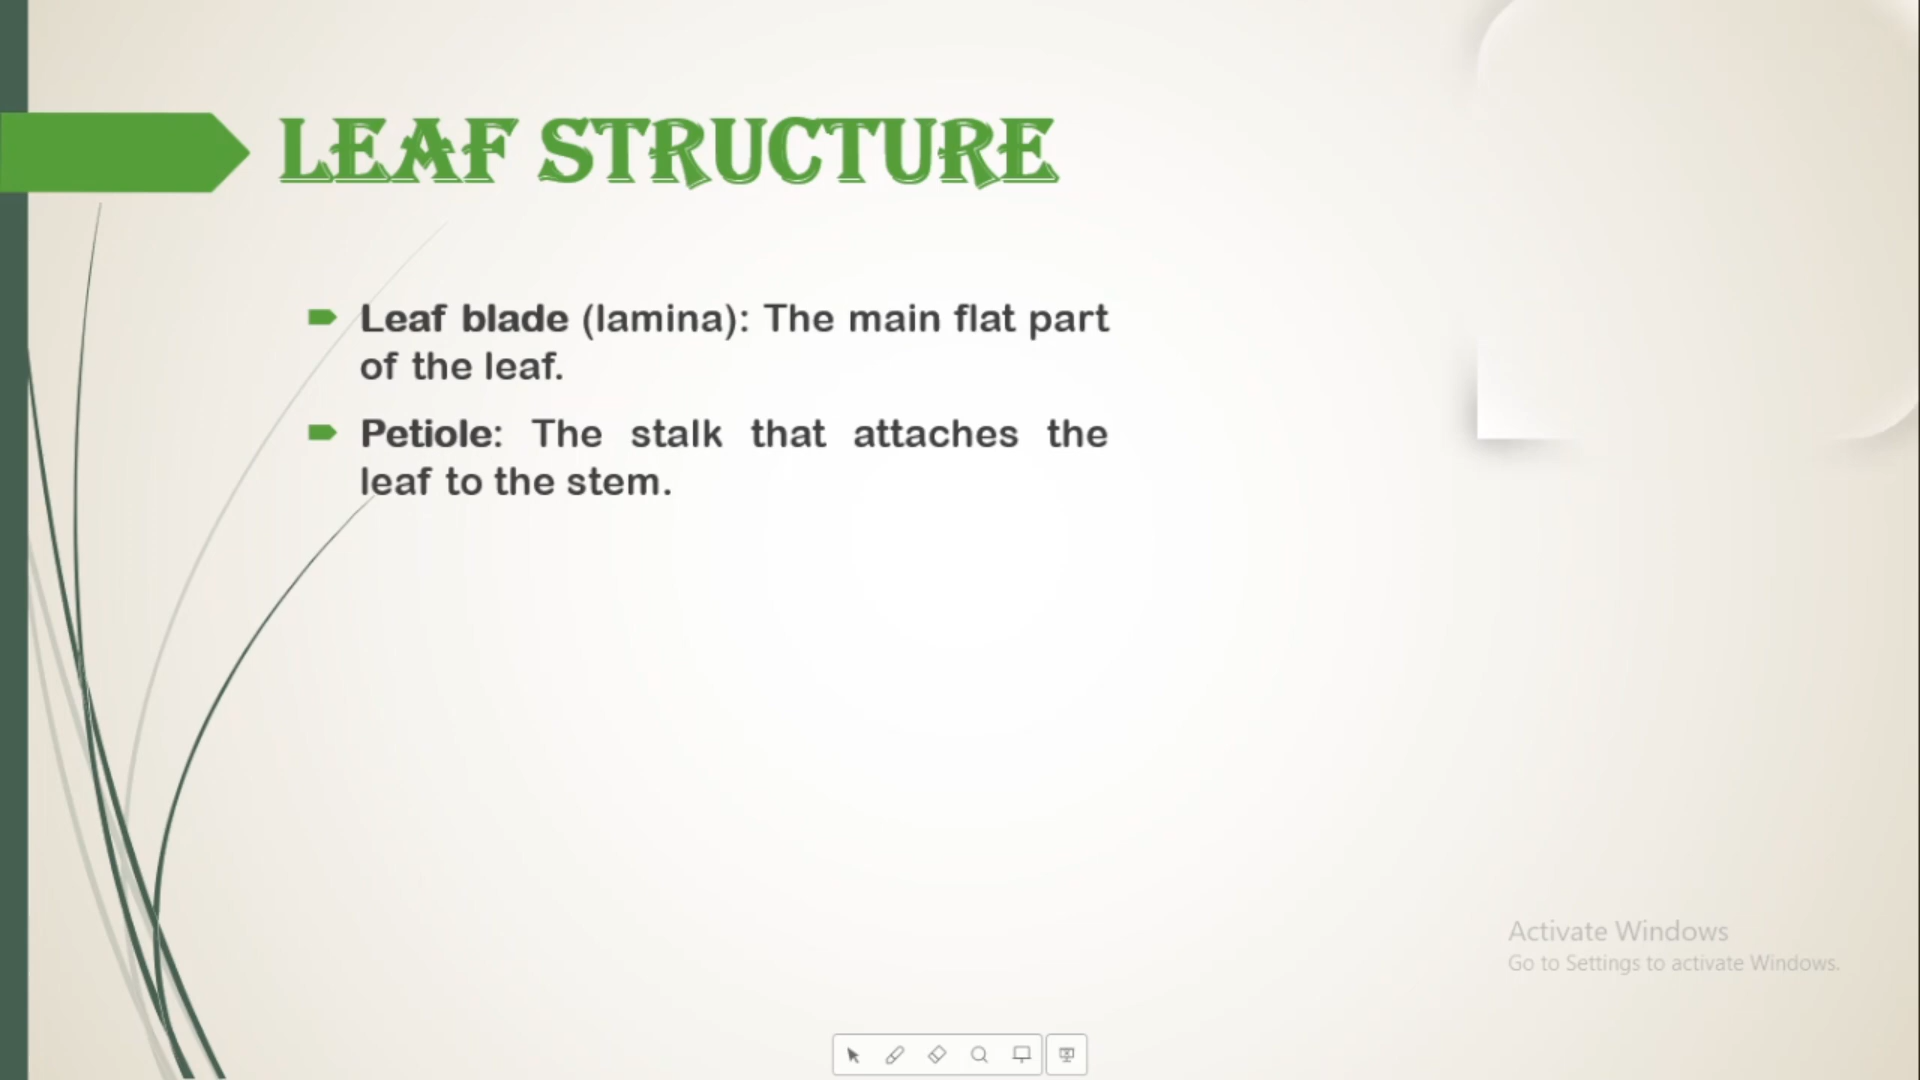 LEAF STRUCTURE
Leaf blade (lamina): The main flat part
of the leaf.
Petiole: The stalk that attaches the
leaf to the stem.
Activate Windows
Go to Settings to activate Windows.